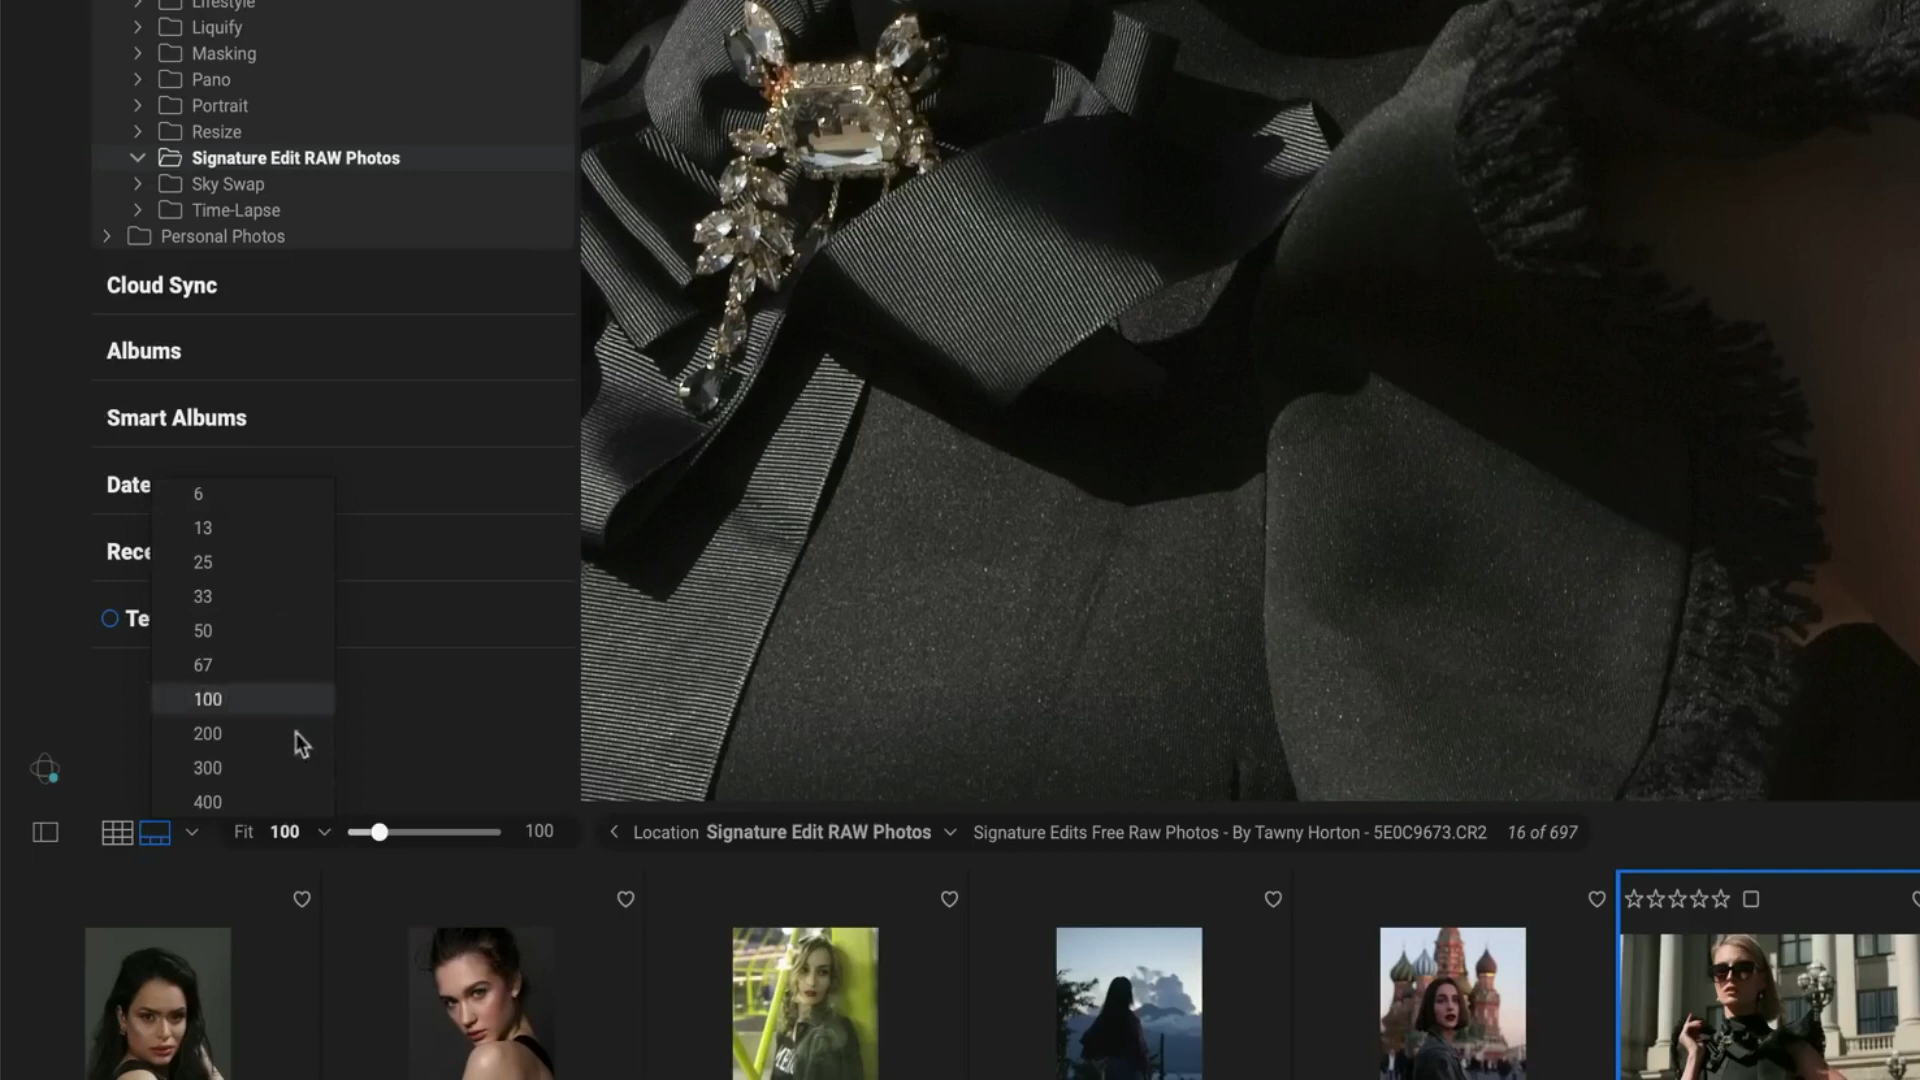 Lifestyle
Liquify
Masking
Pano
Portrait
Resize
Signature Edit RAW Photos
Sky Swap
Time-Lapse
Personal Photos
Cloud Sync
Albums
Smart Albums
Date
Rece
Te
6
13
25
33
50
67
100
200
300
400
Fit 100 100 Location Signature Edit RAW Photos Signature Edits Free Raw Photos - By Tawny Horton - 5E0C9673.CR2 16 of 697